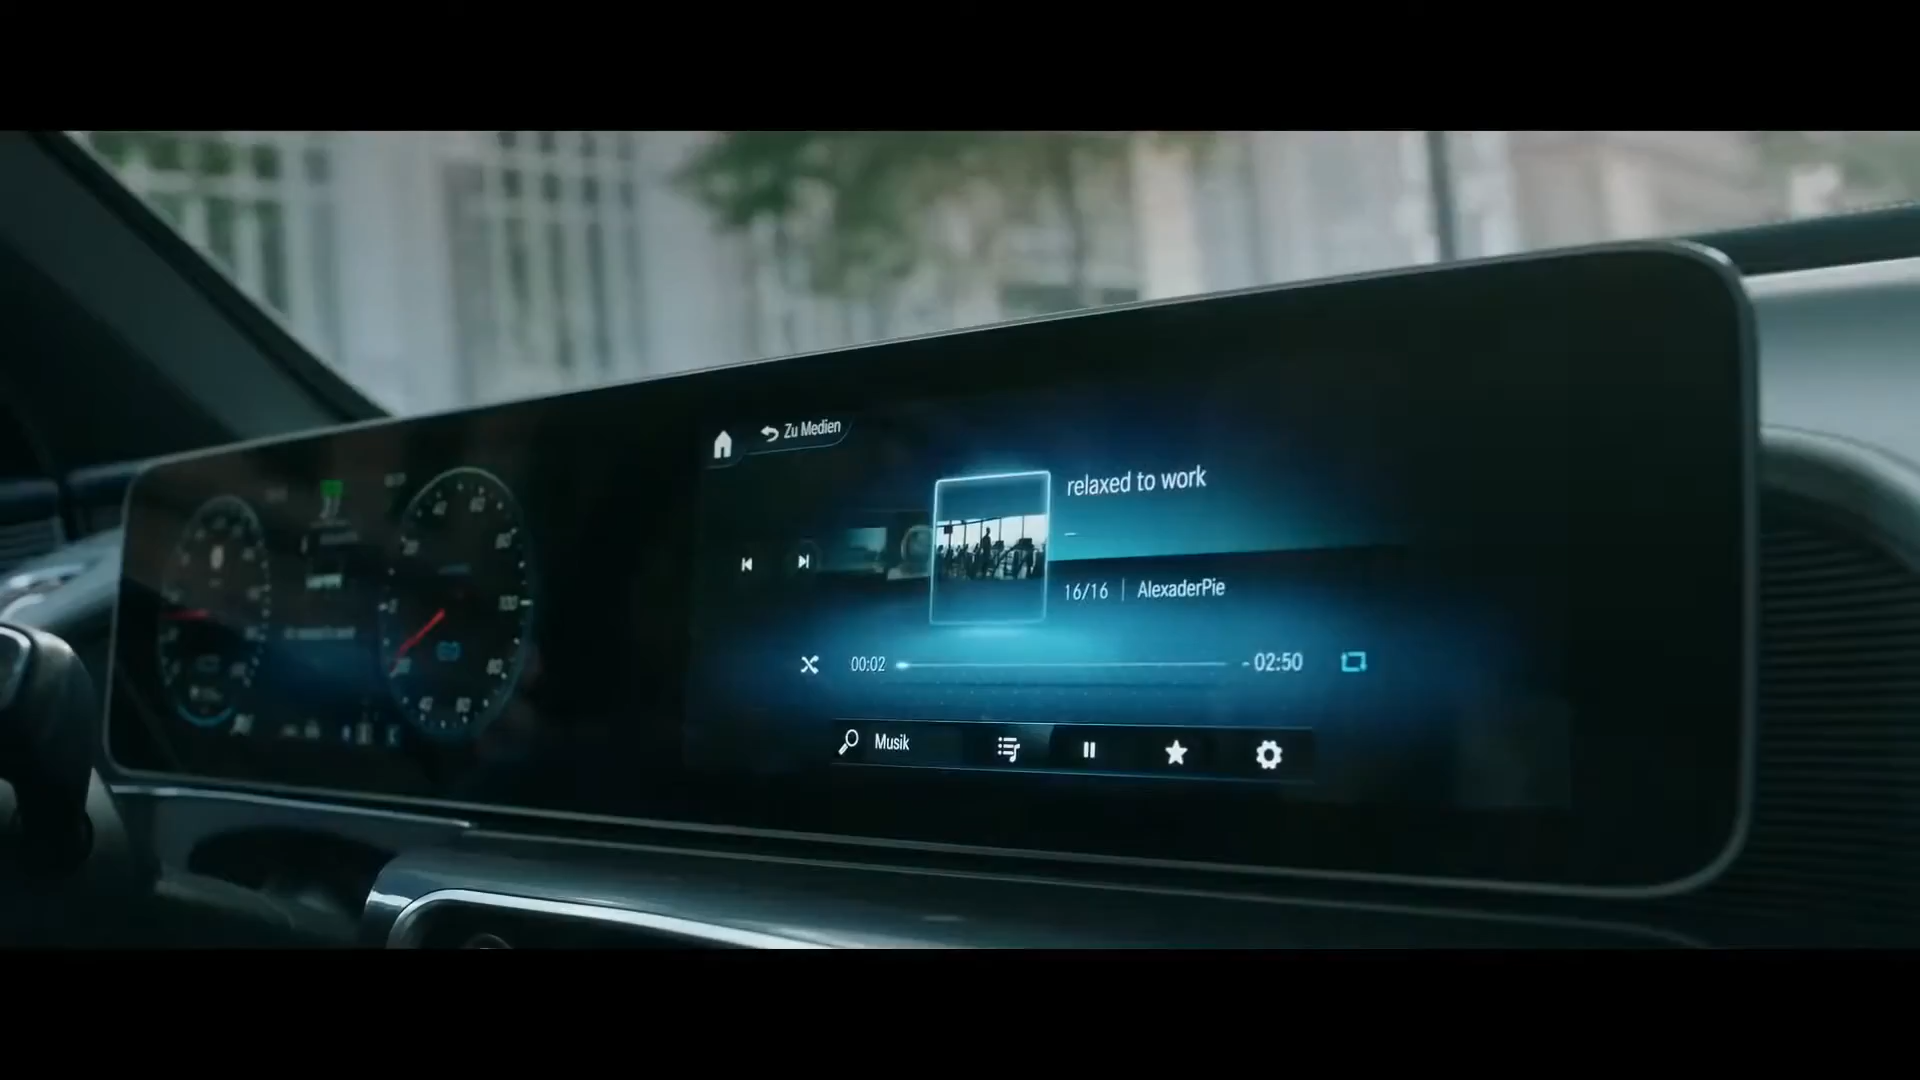 Zu Medien
relaxed to work
16/16 | AlexaderPie
00:02
-02:50
Musik